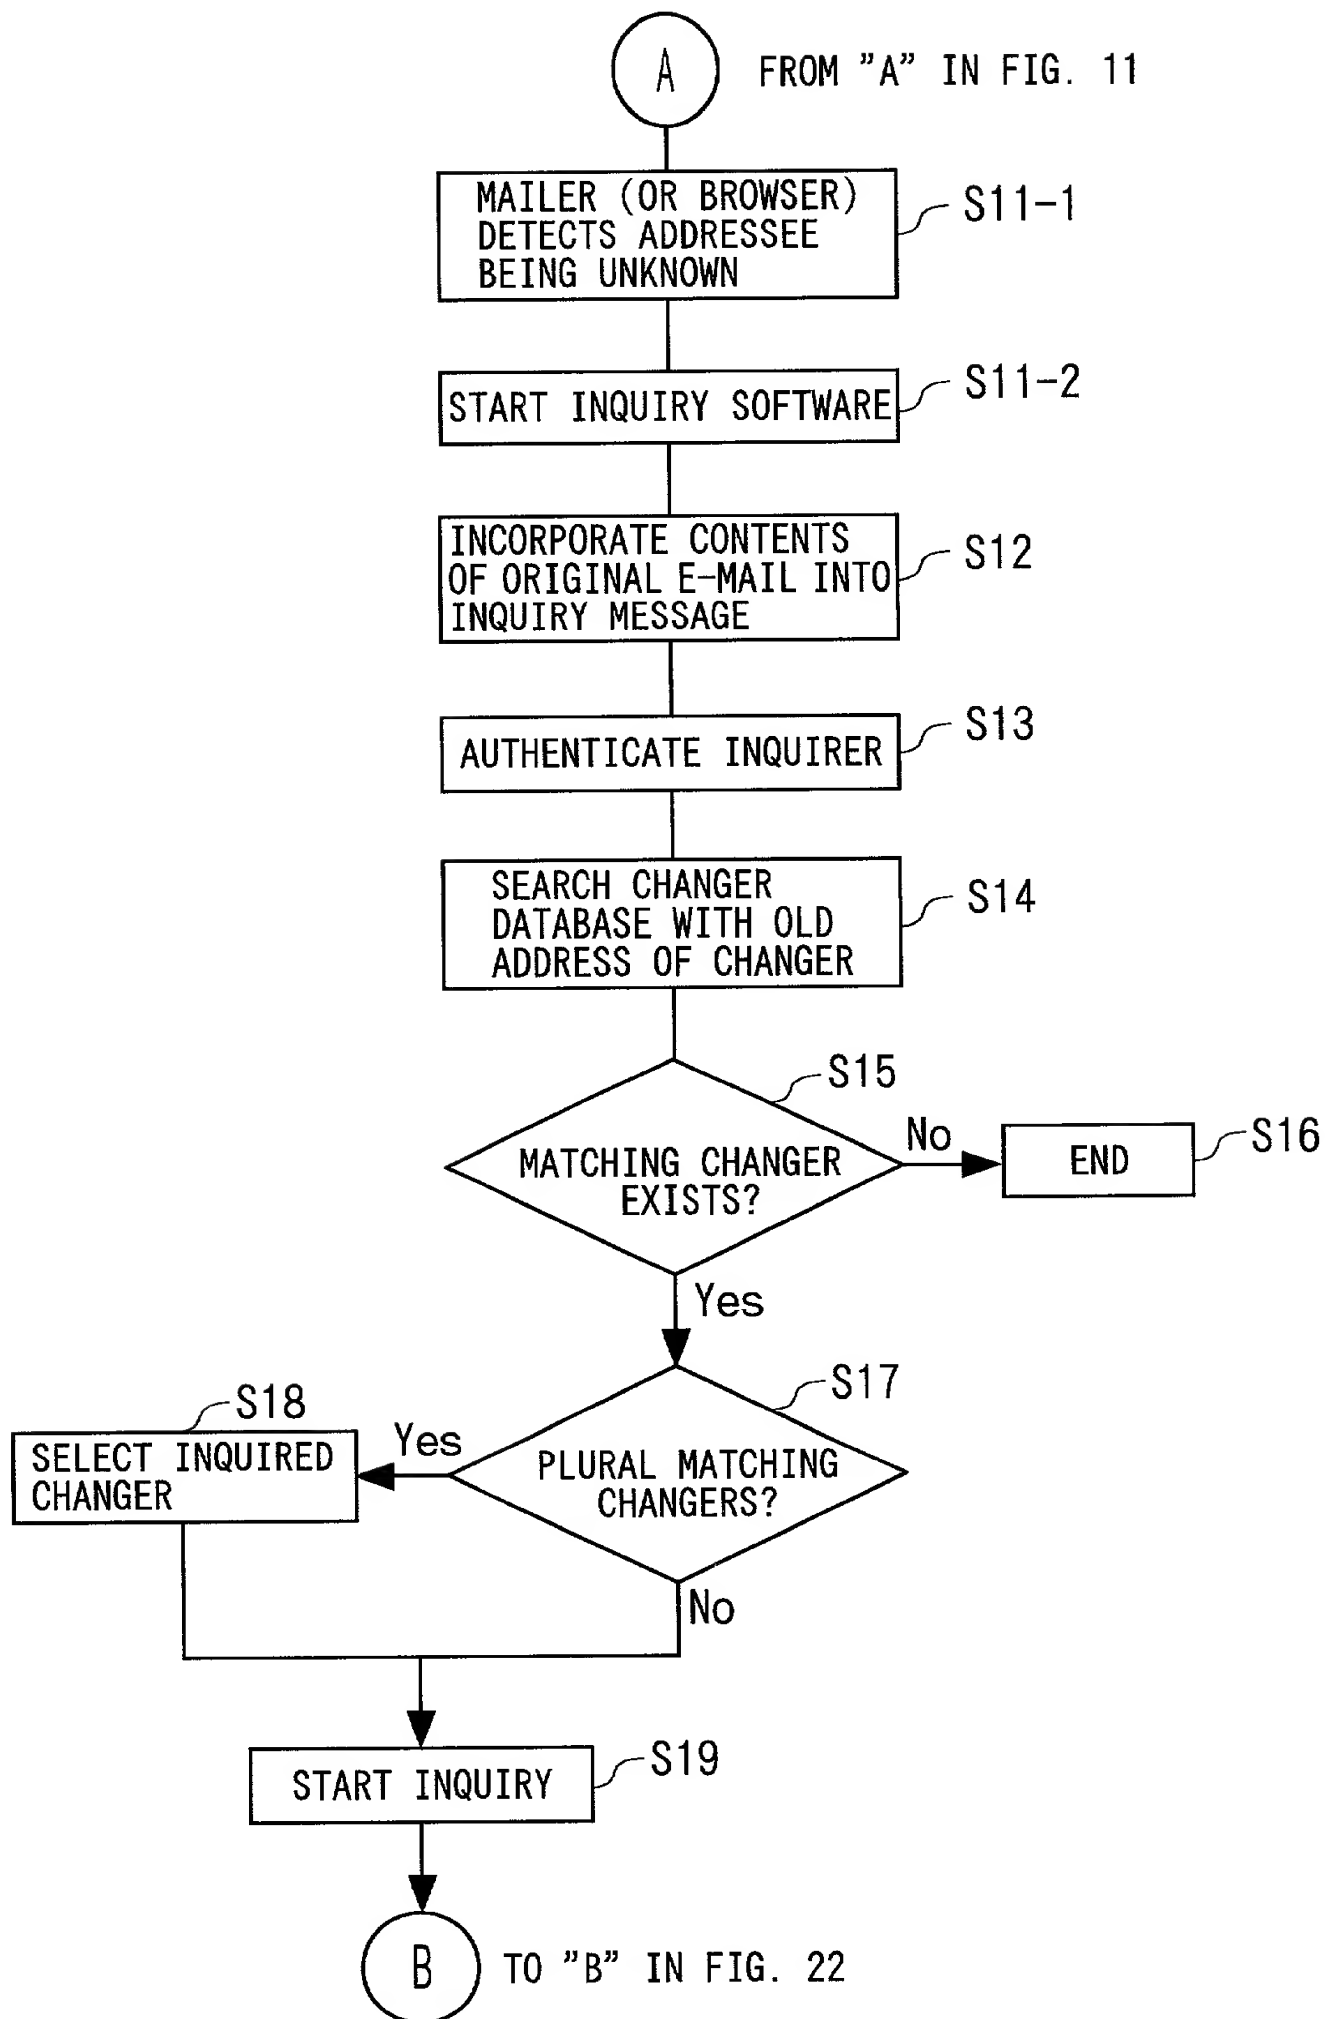 A
FROM "A" IN FIG. 11
MAILER (OR BROWSER)
DETECTS ADDRESSEE
BEING UNKNOWN
S11-1
START INQUIRY SOFTWARE
S11-2
INCORPORATE CONTENTS
OF ORIGINAL E-MAIL INTO
INQUIRY MESSAGE
S12
AUTHENTICATE INQUIRER
S13
SEARCH CHANGER
DATABASE WITH OLD
ADDRESS OF CHANGER
S14
MATCHING CHANGER
EXISTS?
S15
No
END
S16
Yes
PLURAL MATCHING
CHANGERS?
S17
Yes
SELECT INQUIRED
CHANGER
S18
No
START INQUIRY
S19
B
TO "B" IN FIG. 22